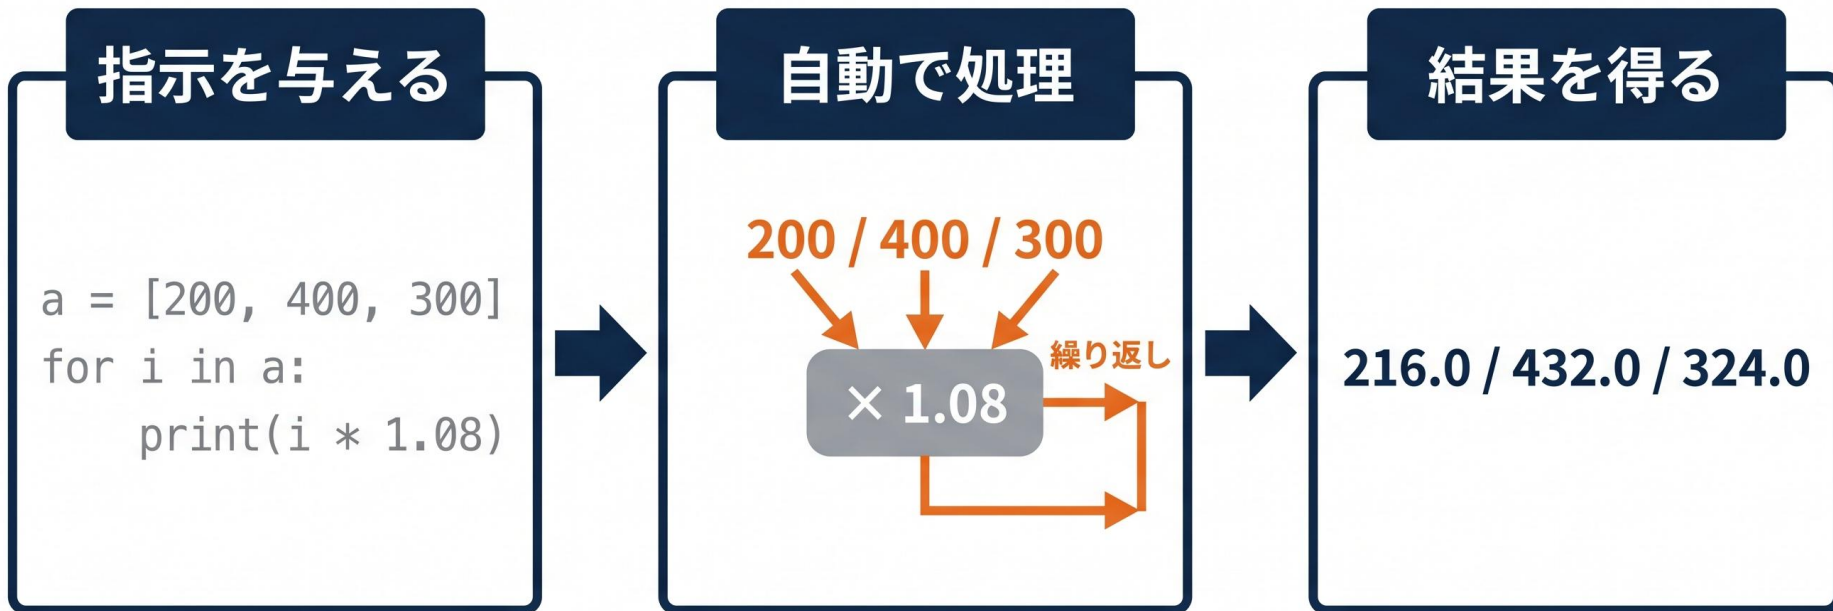 指示を与える
a = [200, 400, 300]
for i in a:
    print(i * 1.08)
自動で処理
200 / 400 / 300
× 1.08
繰り返し
結果を得る
216.0 / 432.0 / 324.0